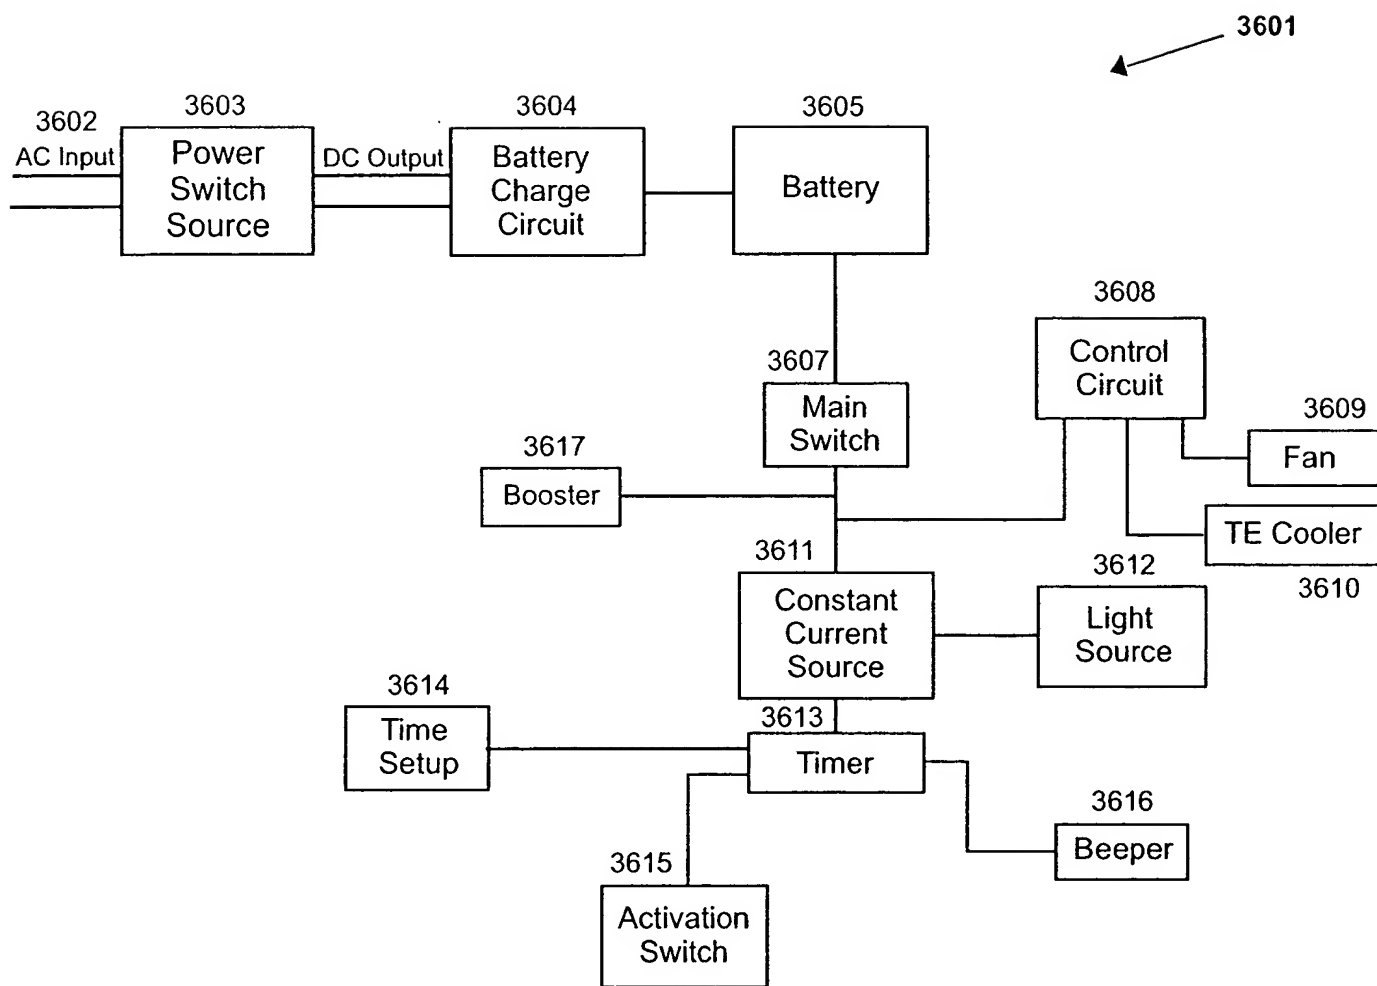 3601
3602
AC Input
3603
Power
Switch
Source
DC Output
3604
Battery
Charge
Circuit
3605
Battery
3607
Main
Switch
3608
Control
Circuit
3609
Fan
TE Cooler
3610
3617
Booster
3611
Constant
Current
Source
3612
Light
Source
3614
Time
Setup
3613
Timer
3616
Beeper
3615
Activation
Switch